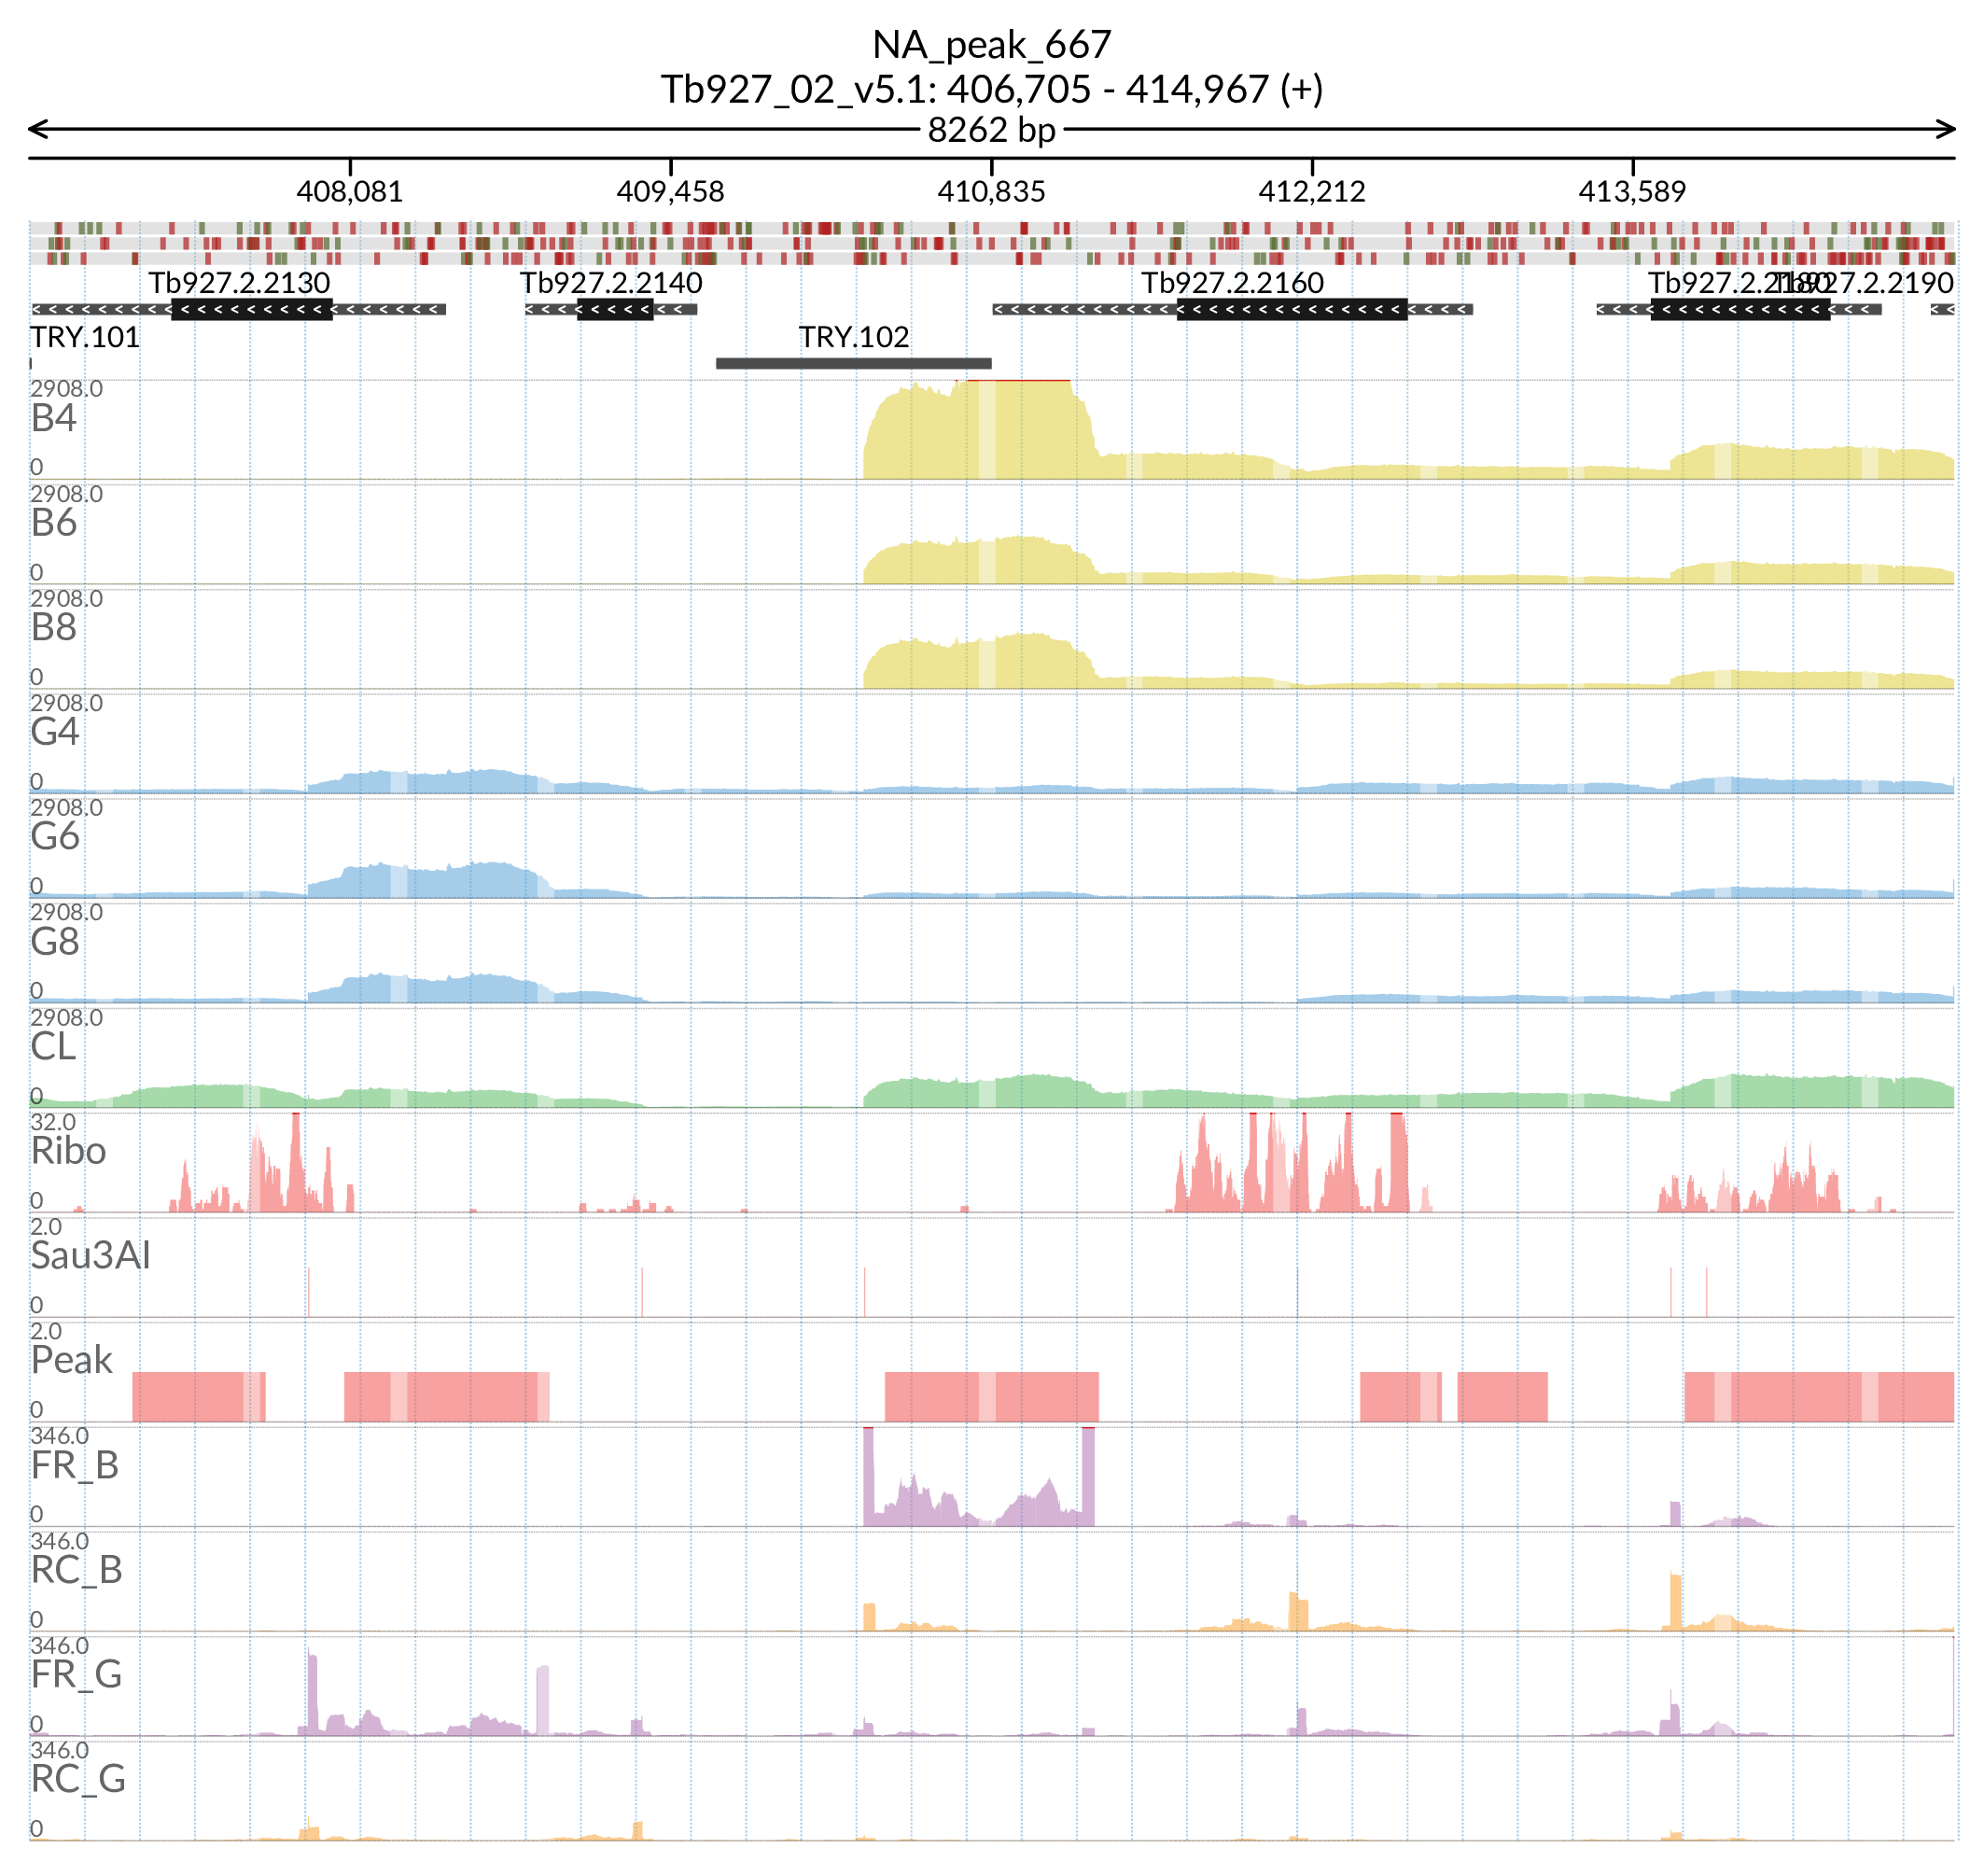 NA_peak_667
Tb927_02_v5.1: 406,705 - 414,967 (+)
8262 bp
408,081 409,458 410,835 412,212 413,589
Tb927.2.2130 Tb927.2.2140 Tb927.2.2160 Tb927.2.2180 Tb927.2.2190
TRY.101 TRY.102
2908.0
B4
0
2908.0
B6
0
2908.0
B8
0
2908.0
G4
0
2908.0
G6
0
2908.0
G8
0
2908.0
CL
0
32.0
Ribo
0
2.0
Sau3AI
0
2.0
Peak
0
346.0
FR_B
0
346.0
RC_B
0
346.0
FR_G
0
346.0
RC_G
0